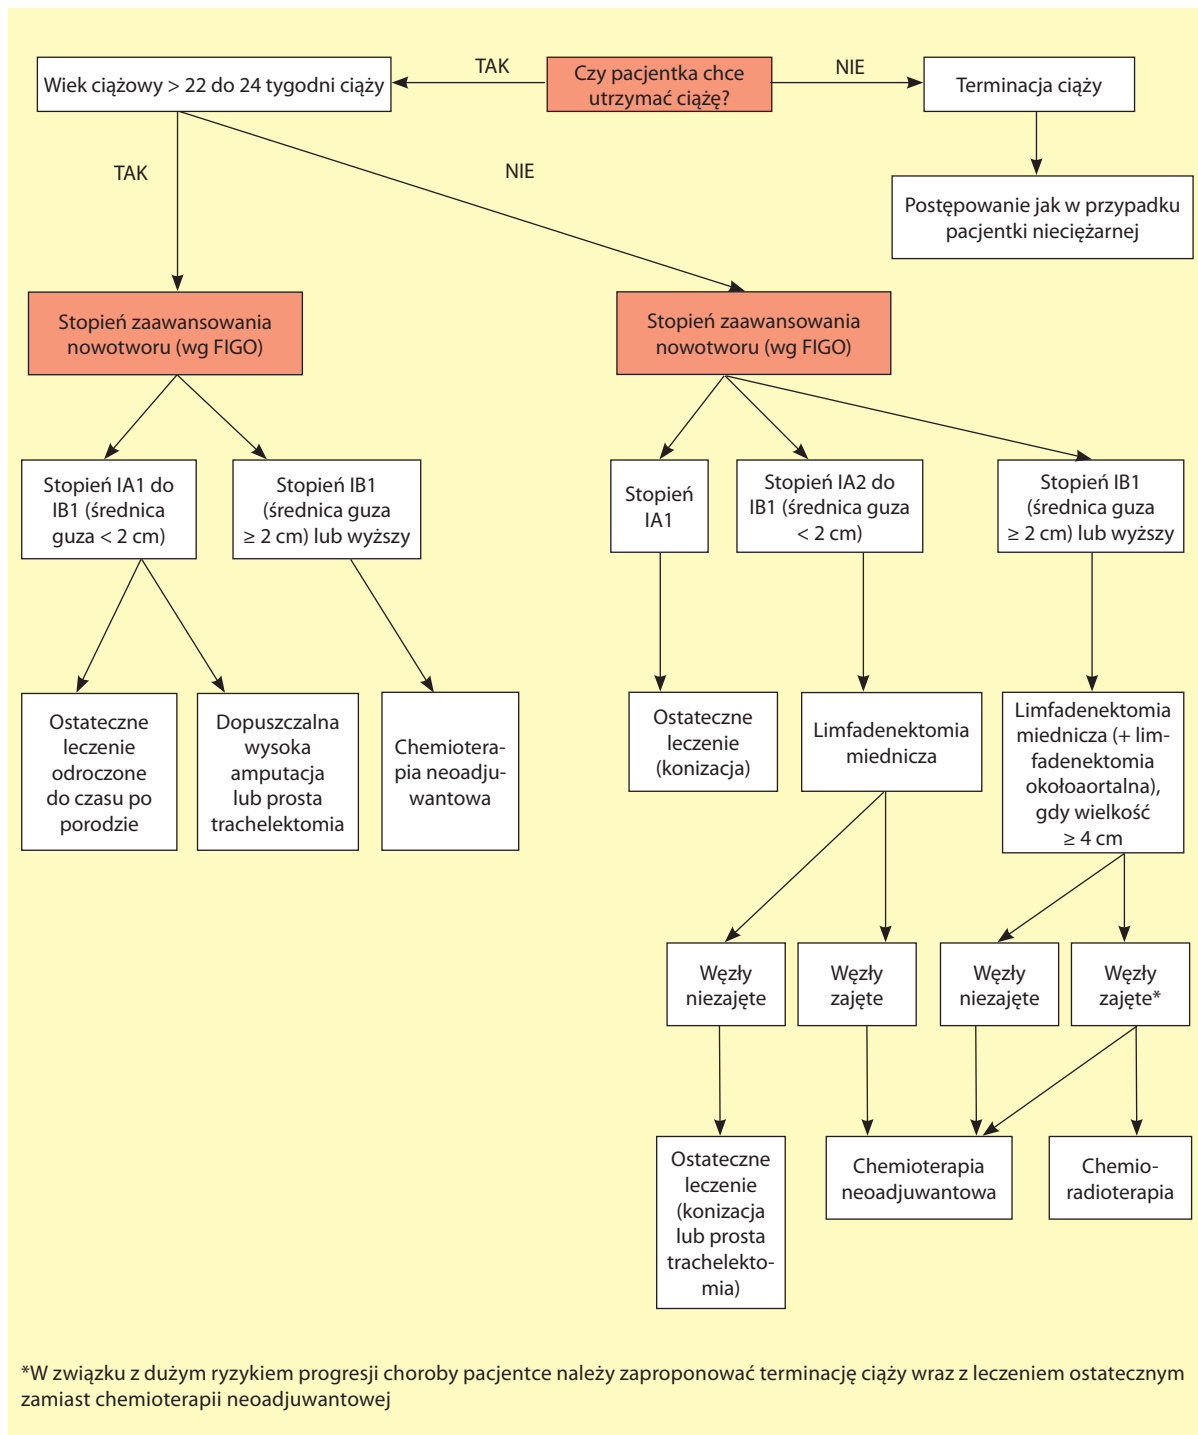 Wiek ciążowy > 22 do 24 tygodni ciąży
TAK
Czy pacjentka chce
utrzymać ciążę?
NIE
Terminacja ciąży
Postępowanie jak w przypadku
pacjentki nieciężarnej
TAK
NIE
Stopień zaawansowania
nowotworu (wg FIGO)
Stopień zaawansowania
nowotworu (wg FIGO)
Stopień IA1 do
IB1 (średnica
guza < 2 cm)
Stopień IB1
(średnica guza
≥ 2 cm) lub wyższy
Stopień
IA1
Stopień IA2 do
IB1 (średnica guza
< 2 cm)
Stopień IB1
(średnica guza
≥ 2 cm) lub wyższy
Ostateczne
leczenie
odroczone
do czasu po
porodzie
Dopuszczalna
wysoka
amputacja
lub prosta
trachelektomia
Chemiotera-
pia neoadju-
wantowa
Ostateczne
leczenie
(konizacja)
Limfadenektomia
miednicza
Limfadenektomia
miednicza (+ lim-
fadenektomia
okołoaortalna),
gdy wielkość
≥ 4 cm
Węzły
niezajęte
Węzły
zajęte
Węzły
niezajęte
Węzły
zajęte*
Ostateczne
leczenie
(konizacja
lub prosta
trachelekto-
mia)
Chemioterapia
neoadjuwantowa
Chemio-
radioterapia
*W związku z dużym ryzykiem progresji choroby pacjentce należy zaproponować terminację ciąży wraz z leczeniem ostatecznym
zamiast chemioterapii neoadjuwantowej